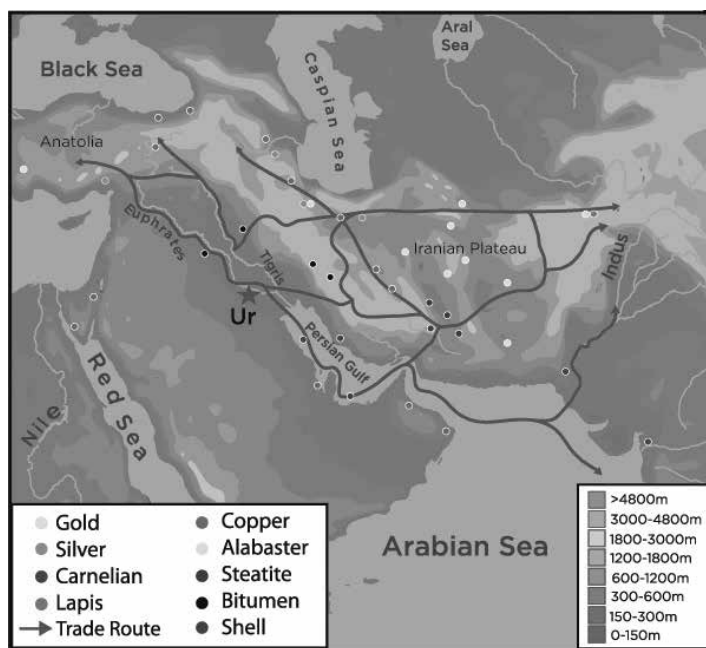 Black Sea
Caspian Sea
Aral
Sea
Anatolia
Euphrates
Tigris
Iranian Plateau
Indus
Ur
Persian Gulf
Red Sea
Nile
Arabian Sea
Gold
Silver
Carnelian
Lapis
Trade Route
Copper
Alabaster
Steatite
Bitumen
Shell
>4800m
3000-4800m
1800-3000m
1200-1800m
600-1200m
300-600m
150-300m
0-150m